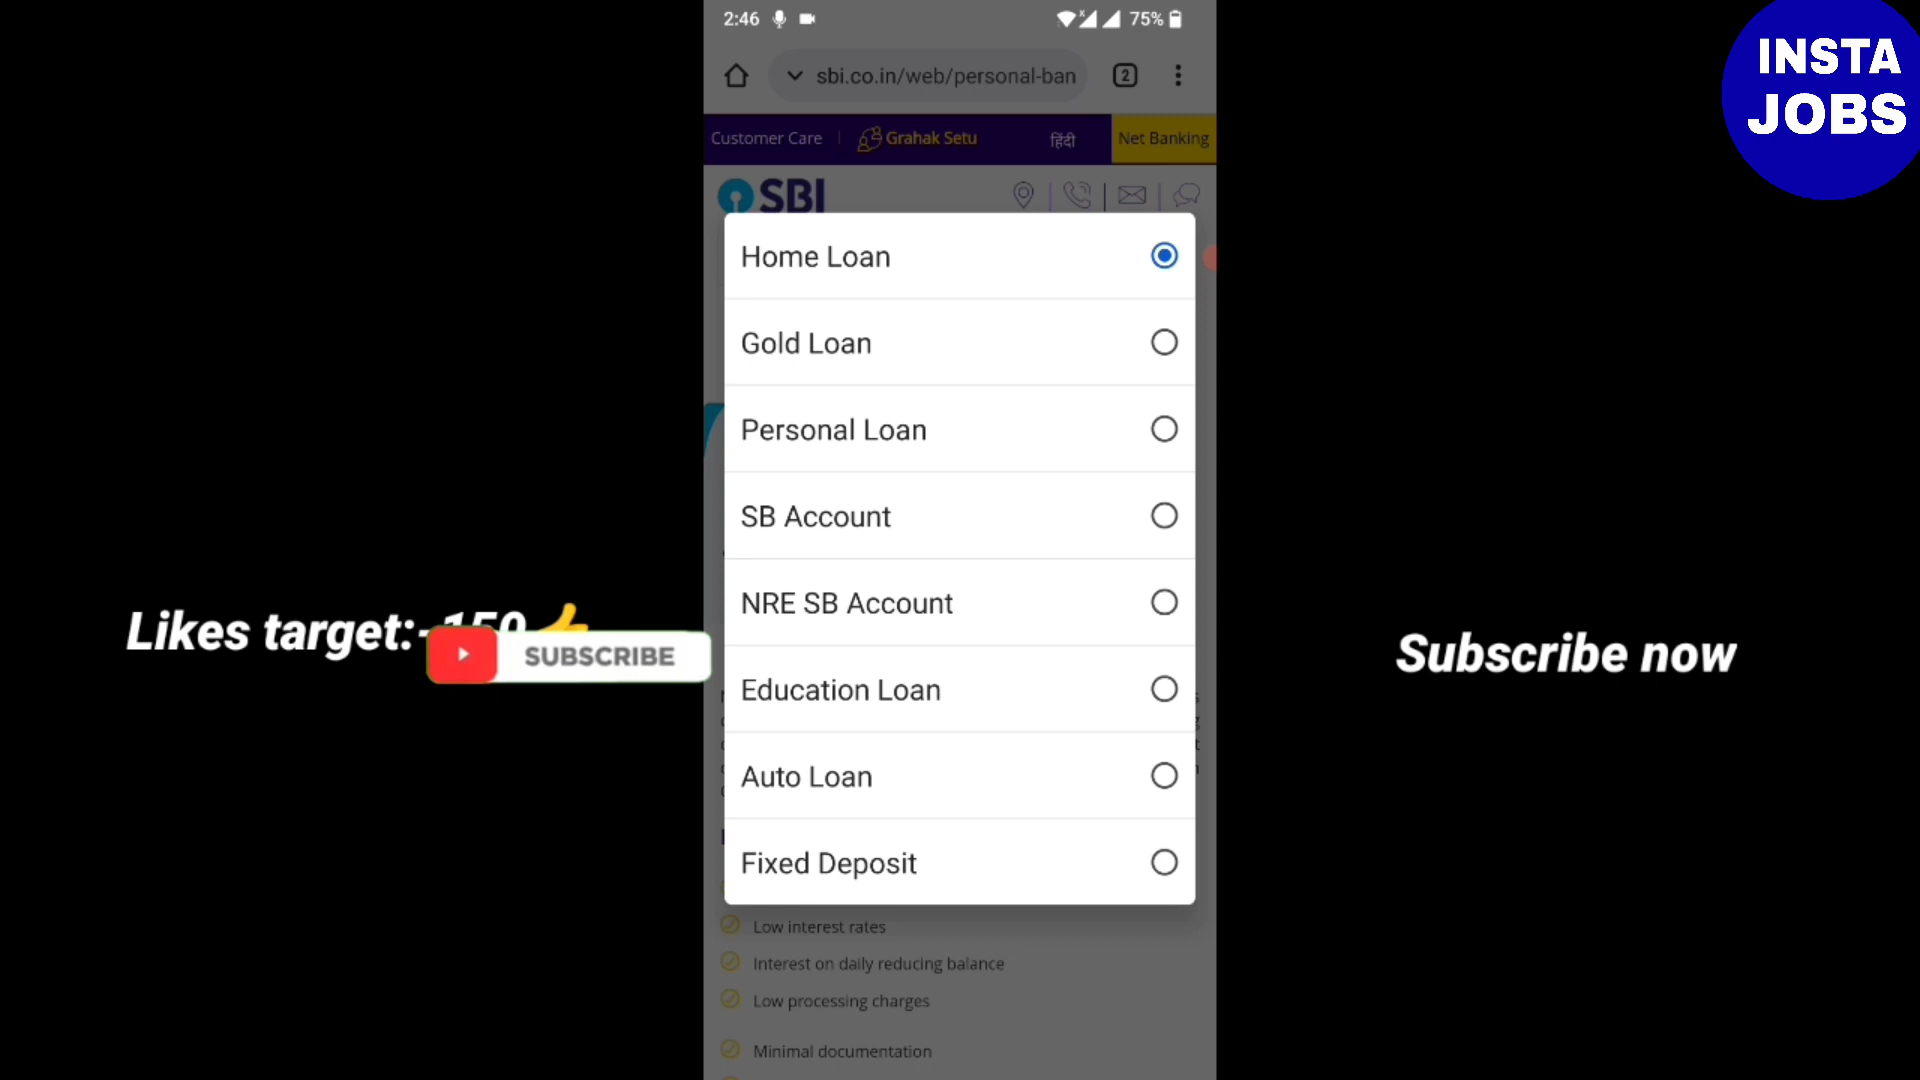 2:46
75%
INSTA
JOBS
sbi.co.in/web/personal-ban
2
Customer Care
Grahak Setu
हिंदी
Net Banking
SBI
Home Loan
Gold Loan
Personal Loan
SB Account
NRE SB Account
Education Loan
Auto Loan
Fixed Deposit
Likes target:-150
SUBSCRIBE
Subscribe now
Low interest rates
Interest on daily reducing balance
Low processing charges
Minimal documentation